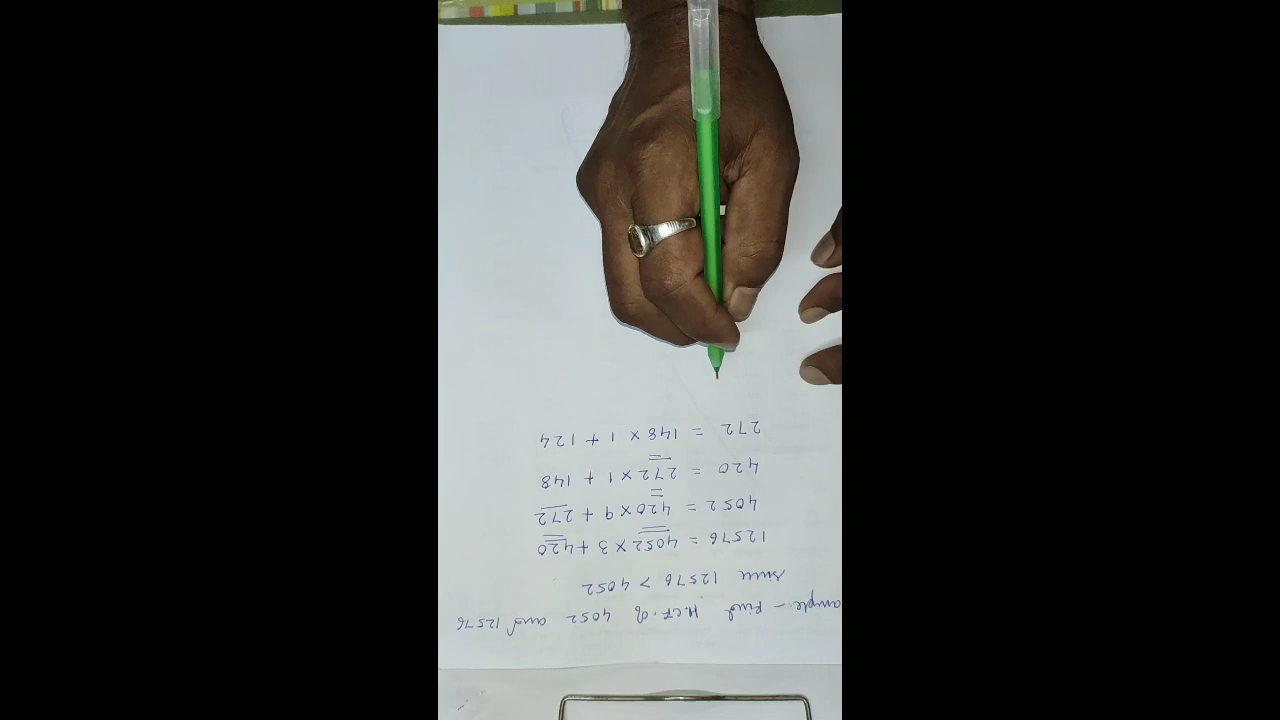 ample - Find H.C.F. of 4052 and 12576
since 12576 > 4052
12576 = 4052 × 3 + 420
4052 = 420 × 9 + 272
420 = 272 × 1 + 148
272 = 148 × 1 + 124